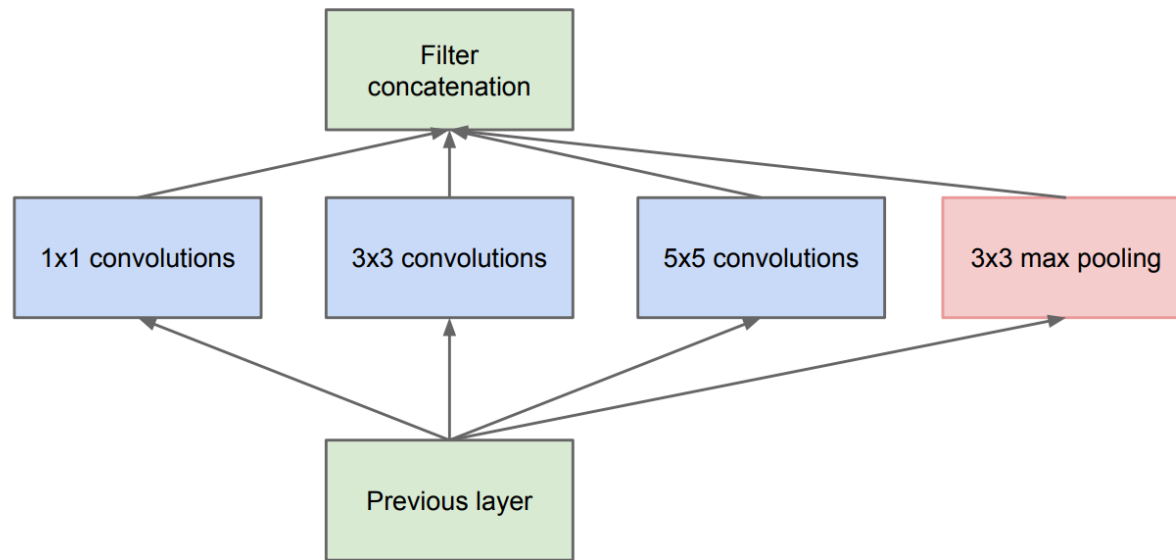 Filter
concatenation
1x1 convolutions
3x3 convolutions
5x5 convolutions
3x3 max pooling
Previous layer